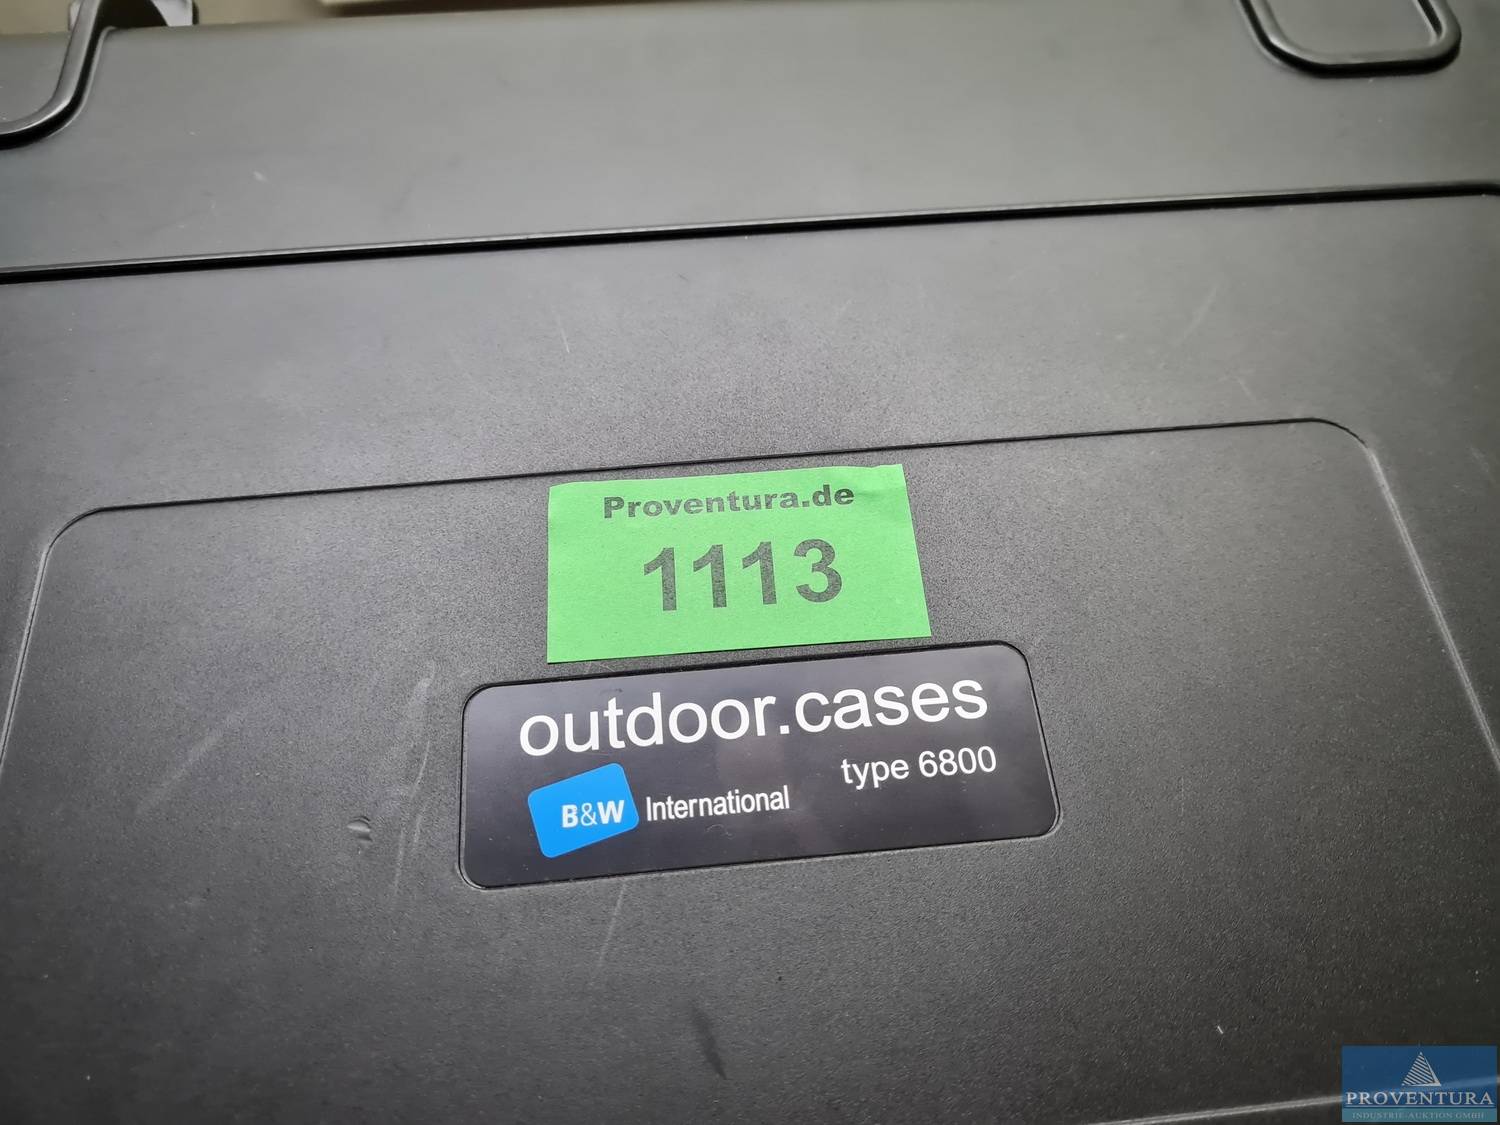 Proventura.de
1113
outdoor.cases
type 6800
B&W International
PROVENTURA
INDUSTRIE-AUKTION GMBH